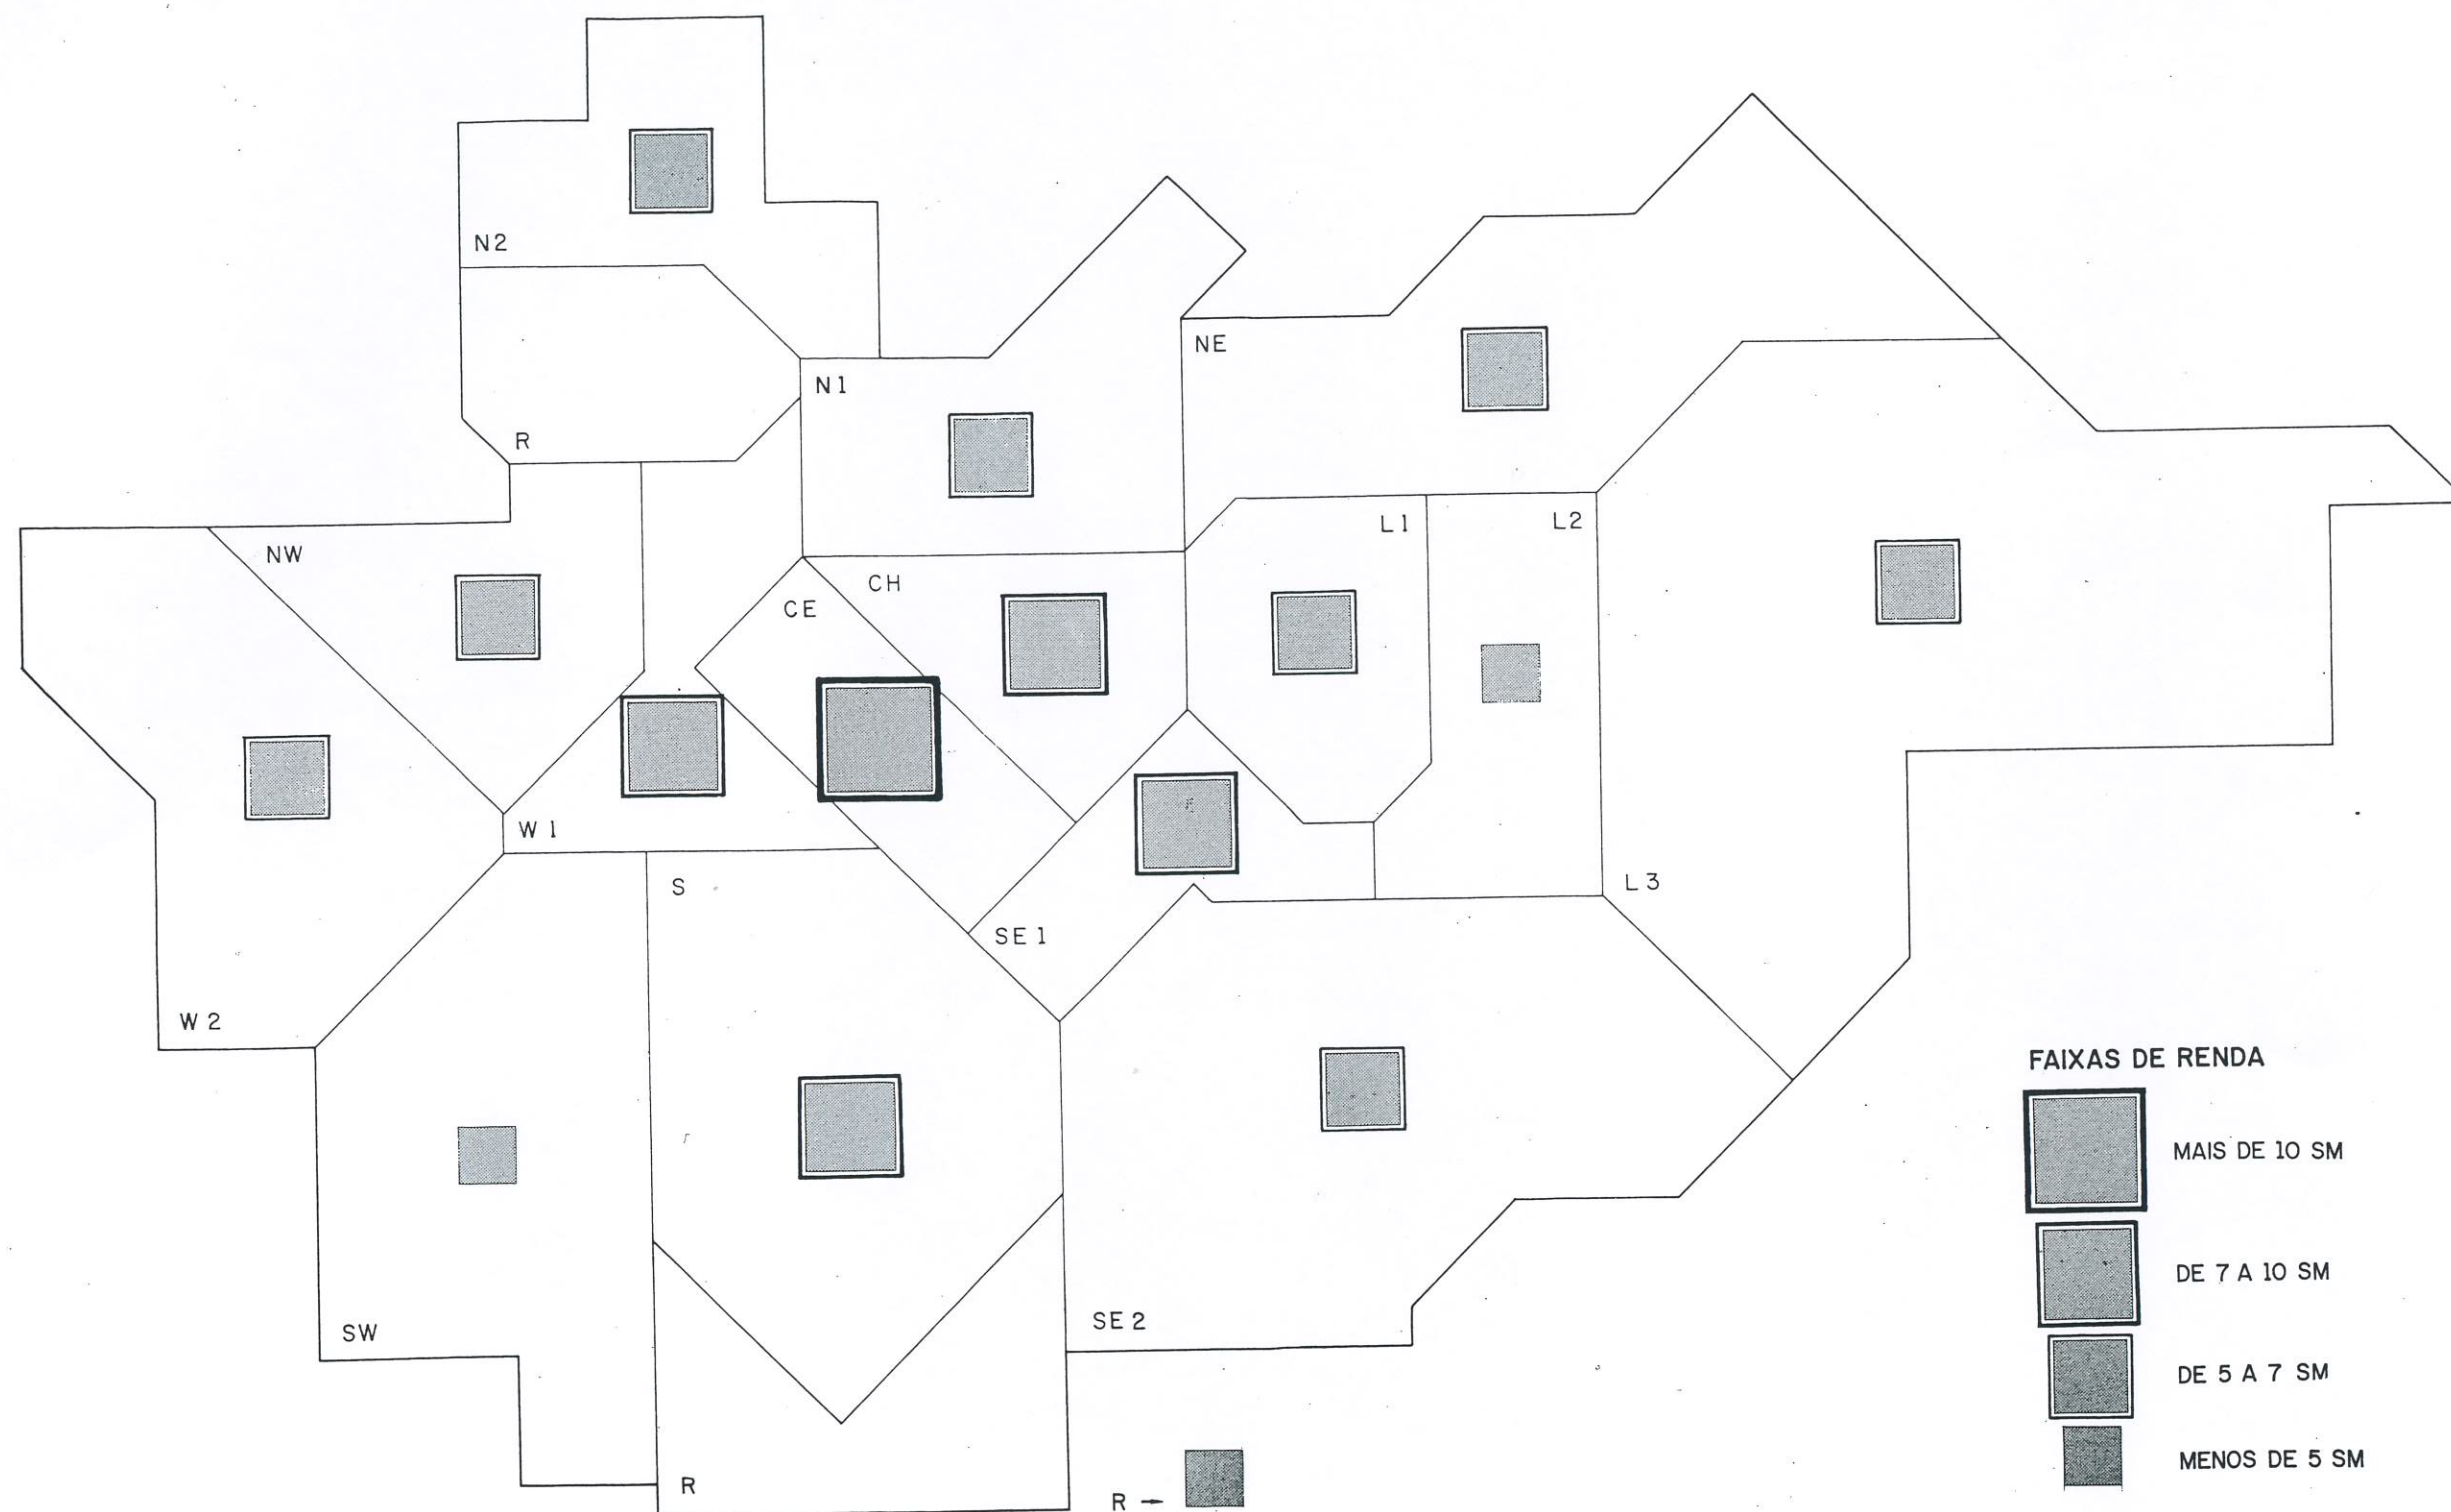 N2
NE
N1
R
L1
L2
NW
CH
CE
W1
L3
S
SE1
W2
FAIXAS DE RENDA
MAIS DE 10 SM
DE 7 A 10 SM
SE2
SW
DE 5 A 7 SM
MENOS DE 5 SM
R
R →